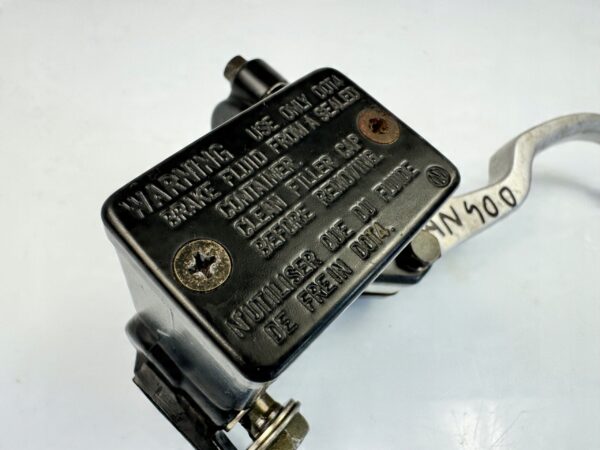 WARNING USE ONLY DOT4
BRAKE FLUID FROM A SEALED
CONTAINER.
CLEAN FILLER CAP
BEFORE REMOVING.
N'UTILISER QUE DU FLUIDE
DE FREIN DOT4.
AN400